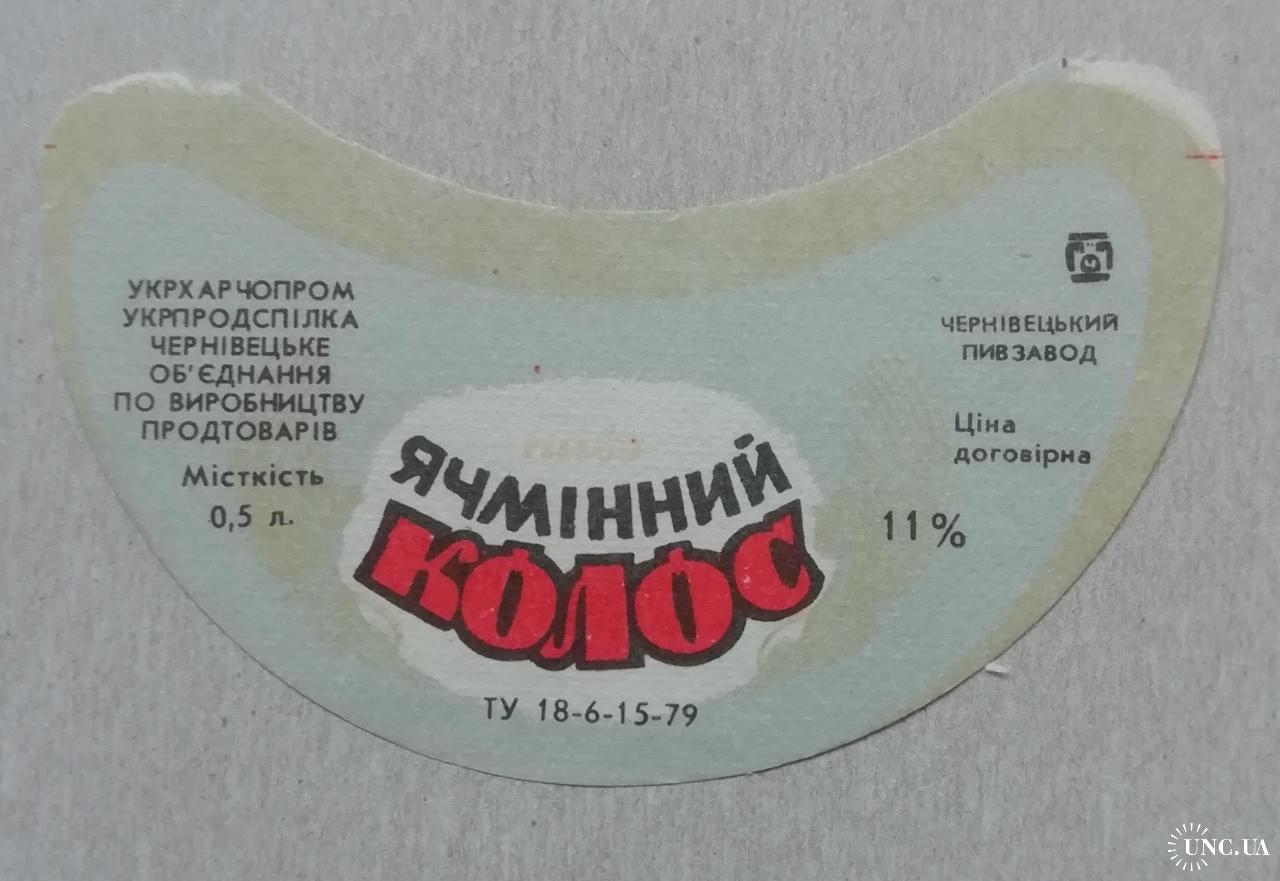 УКРХАРЧОПРОМ
УКРПРОДСПІЛКА
ЧЕРНІВЕЦЬКЕ
ОБ'ЄДНАННЯ
ПО ВИРОБНИЦТВУ
ПРОДТОВАРІВ
Місткість
0,5 л.
ЯЧМІННИЙ
КОЛОС
ТУ 18-6-15-79
ЧЕРНІВЕЦЬКИЙ
ПИВЗАВОД
Ціна
договірна
11%
UNC.UA